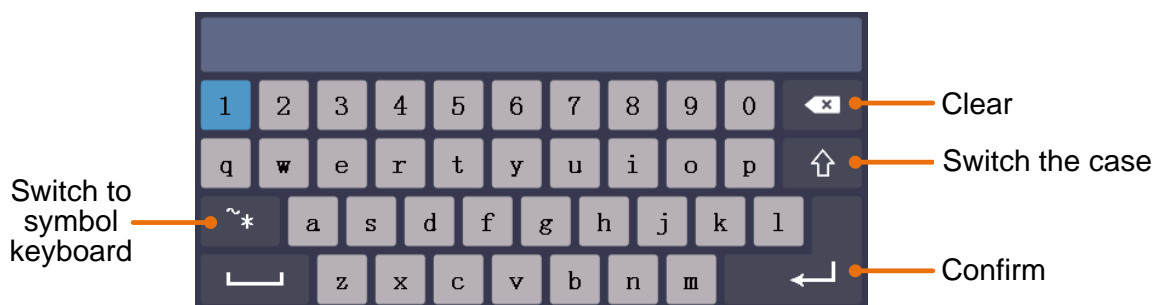 1 2 3 4 5 6 7 8 9 0
Clear
q w e r t y u i o p
Switch the case
Switch to
symbol
keyboard
~* a s d f g h j k l
z x c v b n m
Confirm